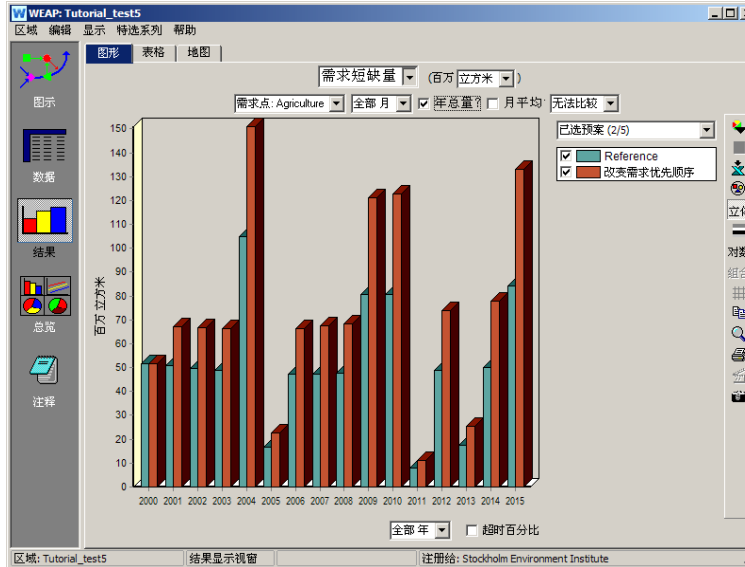 WEAP: Tutorial_test5
区域 编辑 显示 特选系列 帮助
图形 表格 地图
需求短缺量 (百万 立方米)
需求点: Agriculture 全部 月 年总量? 月平均 无法比较
已选预案 (2/5)
Reference
改变需求优先顺序
图示
数据
结果
总览
注释
立体
对数
组合
百万 立方米
150
140
130
120
110
100
90
80
70
60
50
40
30
20
10
0
2000 2001 2002 2003 2004 2005 2006 2007 2008 2009 2010 2011 2012 2013 2014 2015
全部 年 超时百分比
区域: Tutorial_test5 结果显示视窗 注册给: Stockholm Environment Institute